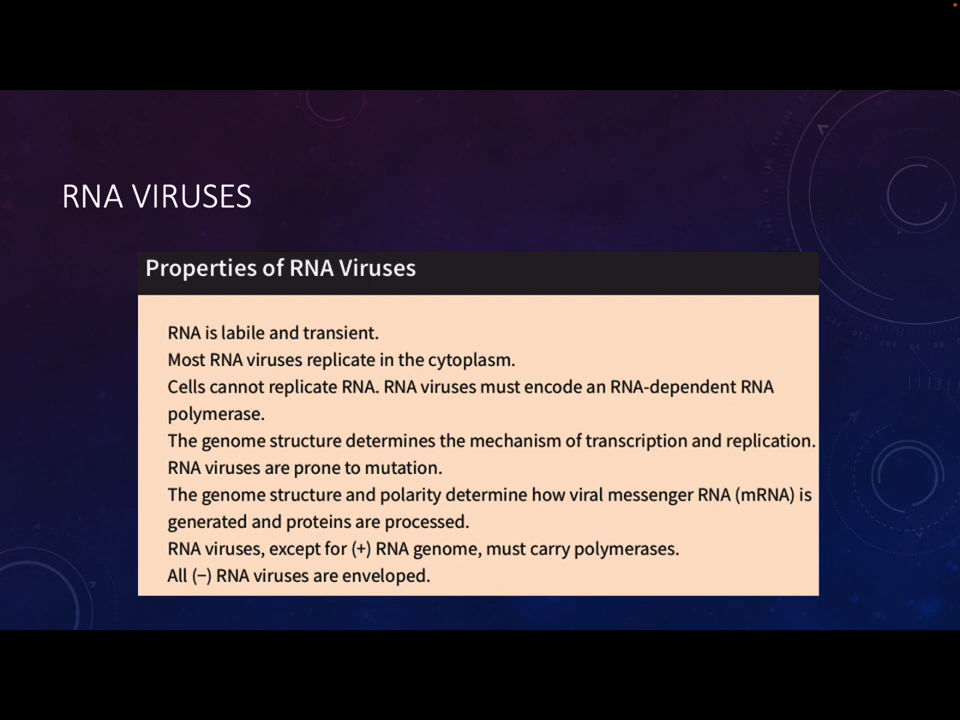 RNA VIRUSES
Properties of RNA Viruses
RNA is labile and transient.
Most RNA viruses replicate in the cytoplasm.
Cells cannot replicate RNA. RNA viruses must encode an RNA-dependent RNA
polymerase.
The genome structure determines the mechanism of transcription and replication.
RNA viruses are prone to mutation.
The genome structure and polarity determine how viral messenger RNA (mRNA) is
generated and proteins are processed.
RNA viruses, except for (+) RNA genome, must carry polymerases.
All (−) RNA viruses are enveloped.